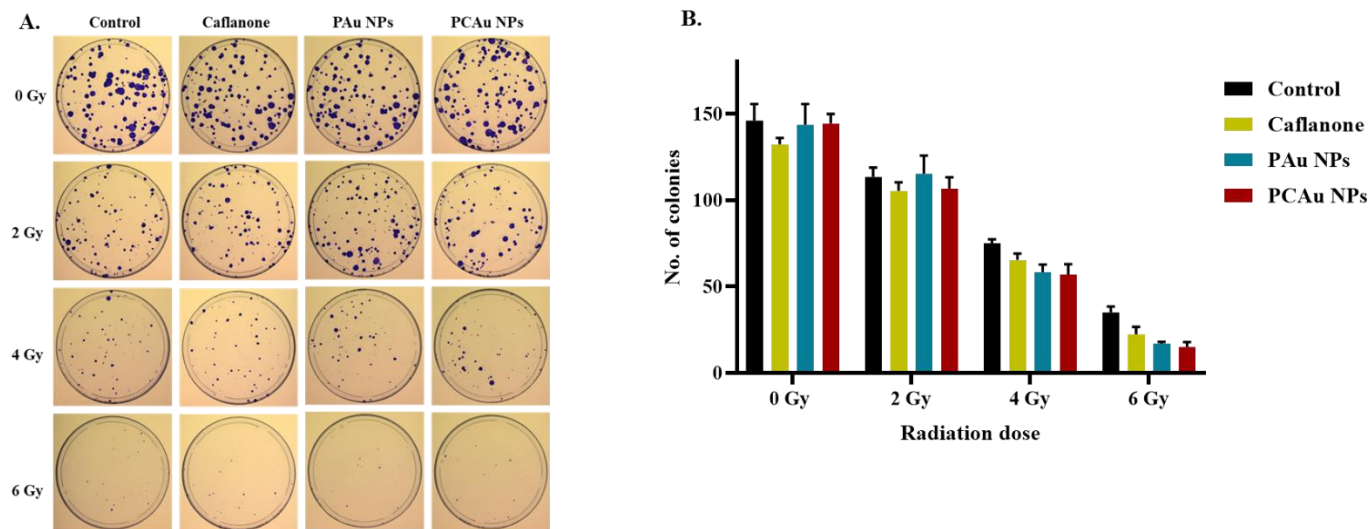 A.
Control Caflanone PAu NPs PCAu NPs
0 Gy
2 Gy
4 Gy
6 Gy
B.
No. of colonies
150
100
50
0
0 Gy 2 Gy 4 Gy 6 Gy
Radiation dose
Control
Caflanone
PAu NPs
PCAu NPs